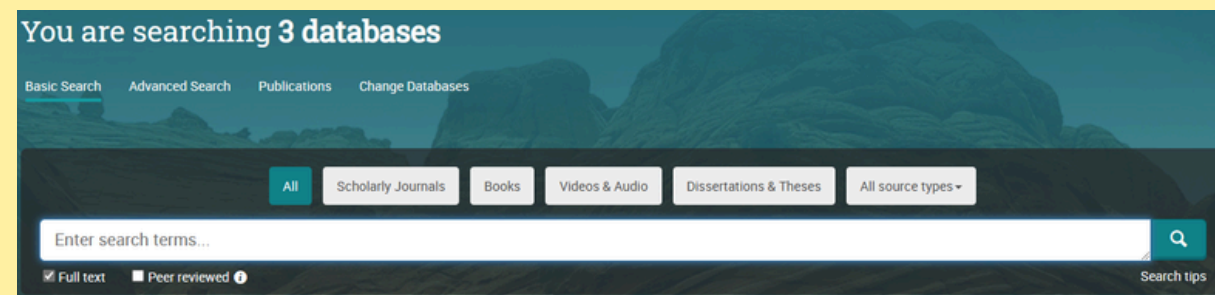 You are searching 3 databases
Basic Search Advanced Search Publications Change Databases
All Scholarly Journals Books Videos & Audio Dissertations & Theses All source types
Enter search terms...
Full text Peer reviewed Search tips